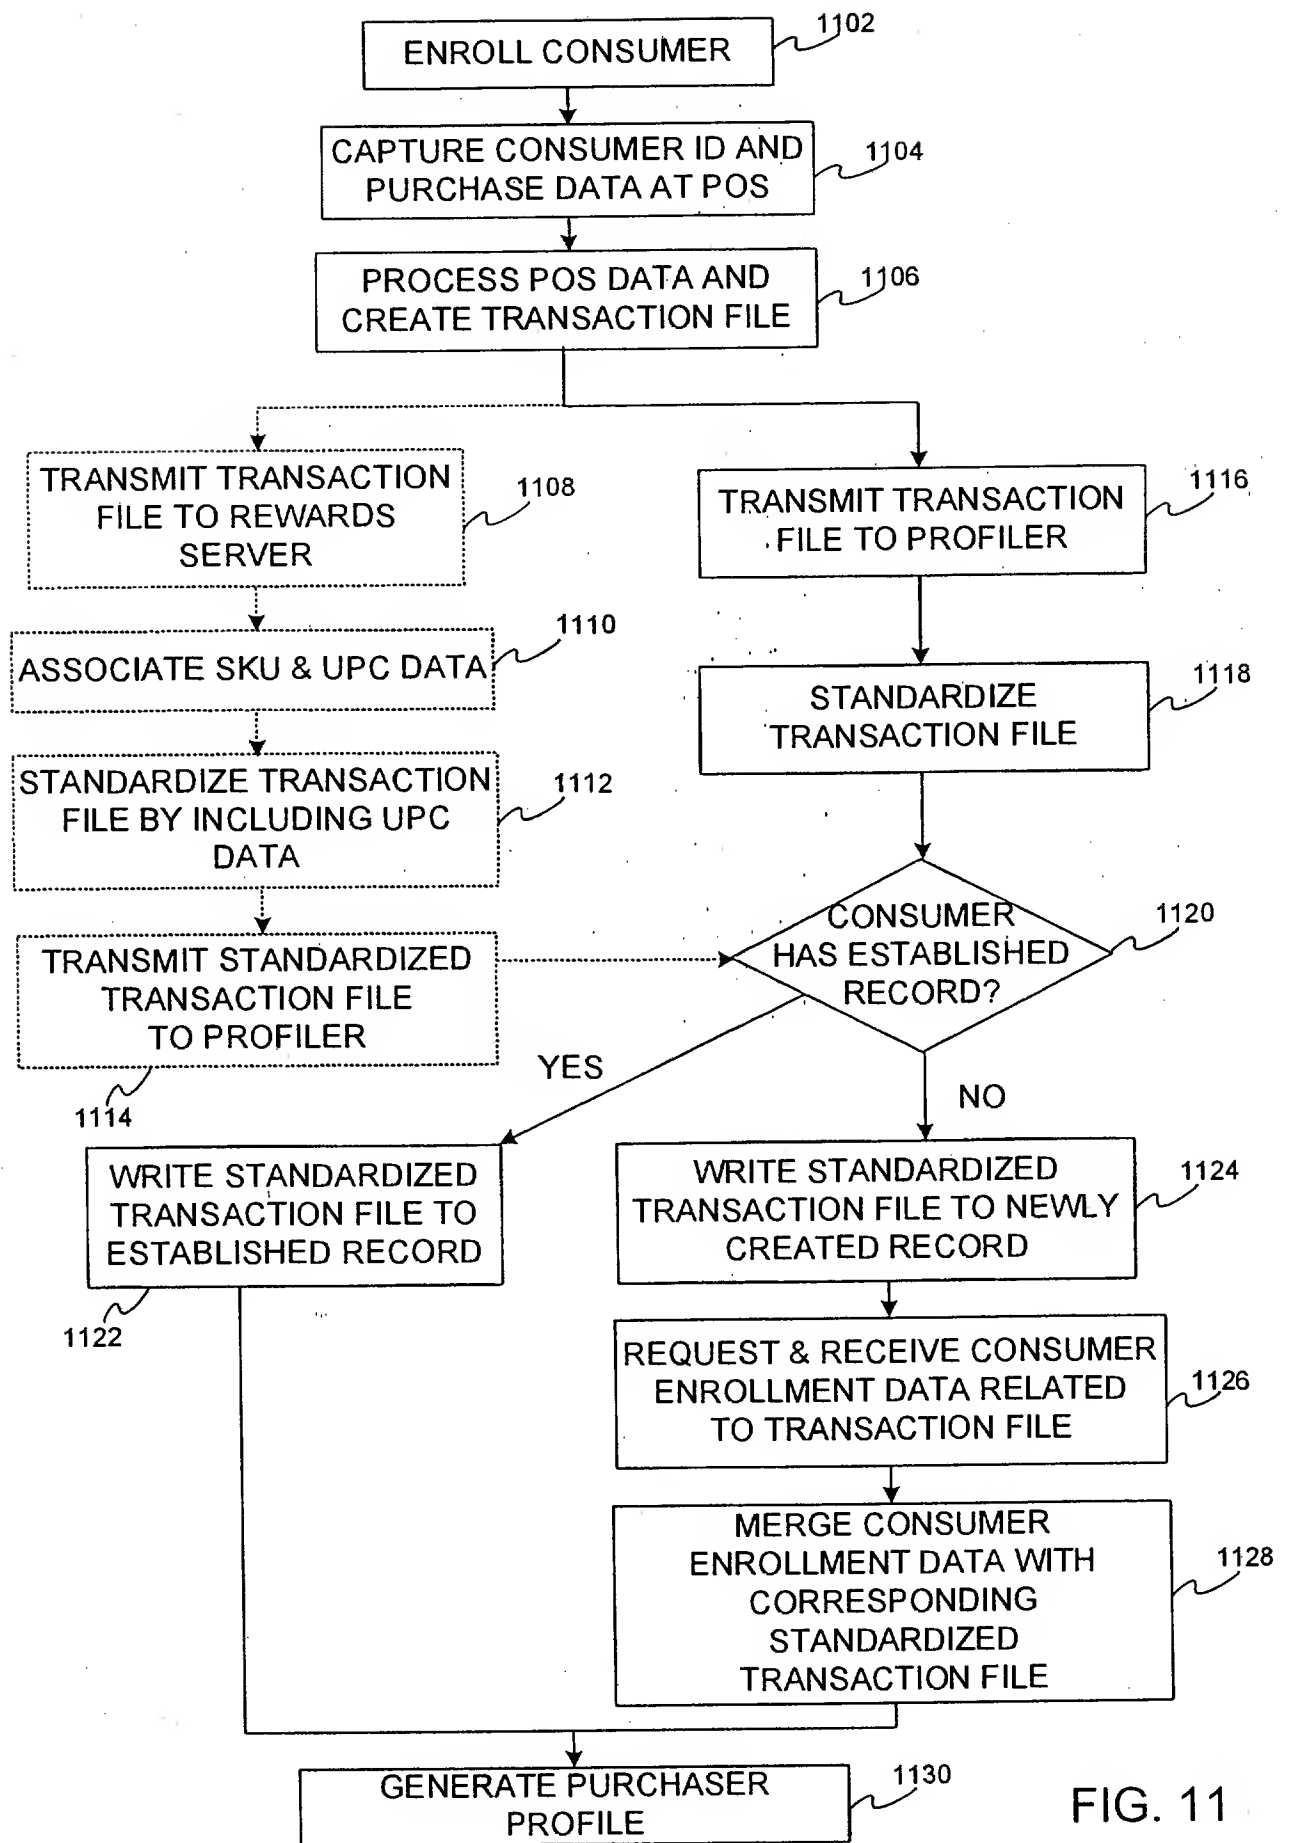 ENROLL CONSUMER
1102
CAPTURE CONSUMER ID AND
PURCHASE DATA AT POS
1104
PROCESS POS DATA AND
CREATE TRANSACTION FILE
1106
TRANSMIT TRANSACTION
FILE TO REWARDS
SERVER
1108
ASSOCIATE SKU & UPC DATA
1110
STANDARDIZE TRANSACTION
FILE BY INCLUDING UPC
DATA
1112
TRANSMIT STANDARDIZED
TRANSACTION FILE
TO PROFILER
1114
TRANSMIT TRANSACTION
FILE TO PROFILER
1116
STANDARDIZE
TRANSACTION FILE
1118
CONSUMER
HAS ESTABLISHED
RECORD?
1120
YES
NO
WRITE STANDARDIZED
TRANSACTION FILE TO
ESTABLISHED RECORD
1122
WRITE STANDARDIZED
TRANSACTION FILE TO NEWLY
CREATED RECORD
1124
REQUEST & RECEIVE CONSUMER
ENROLLMENT DATA RELATED
TO TRANSACTION FILE
1126
MERGE CONSUMER
ENROLLMENT DATA WITH
CORRESPONDING
STANDARDIZED
TRANSACTION FILE
1128
GENERATE PURCHASER
PROFILE
1130
FIG. 11